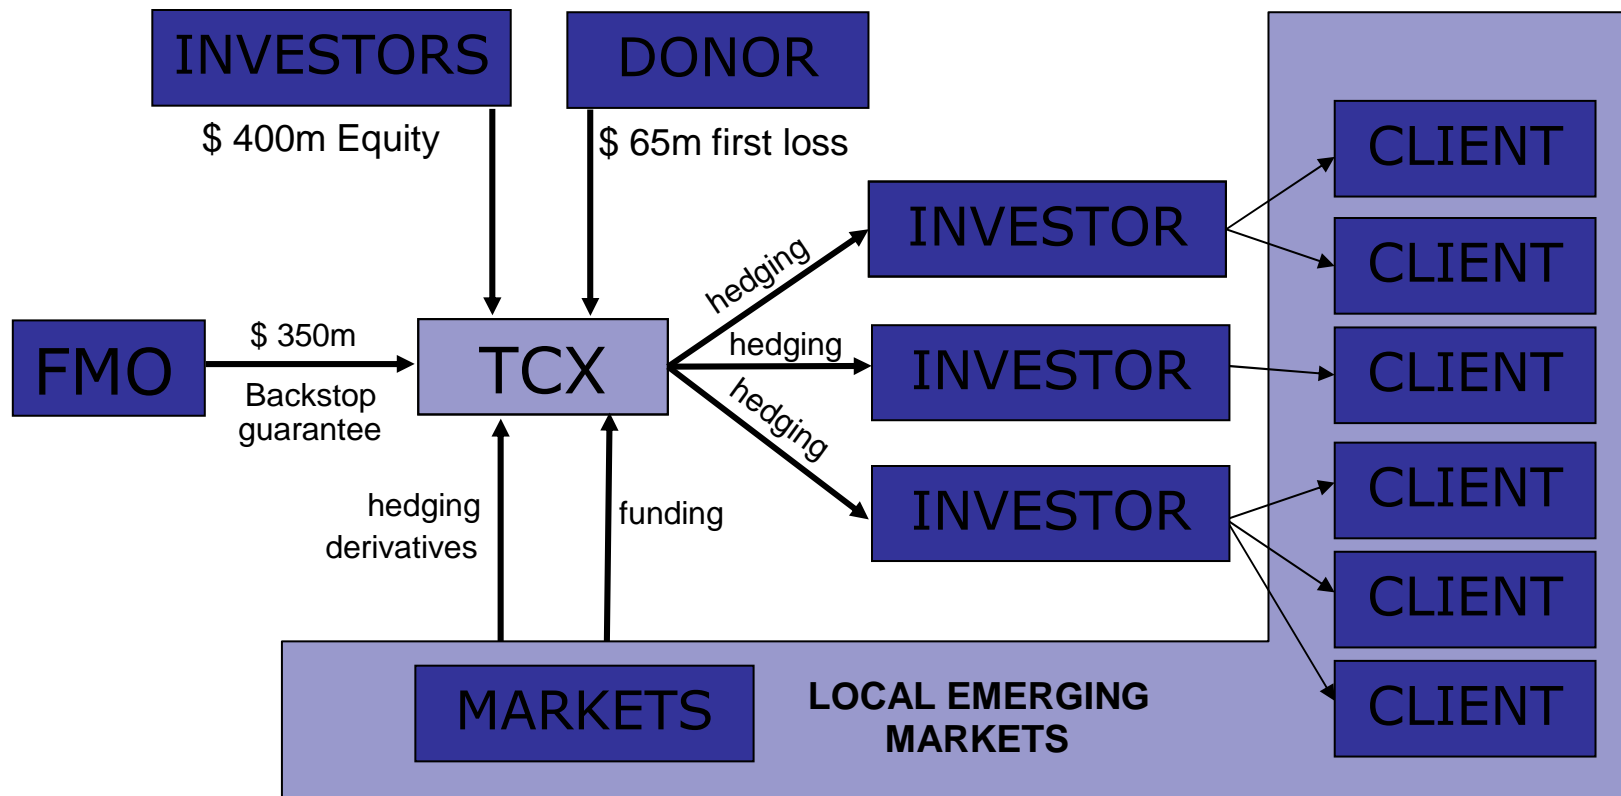 INVESTORS
DONOR
$ 400m Equity
$ 65m first loss
CLIENT
INVESTOR
CLIENT
hedging
FMO
$ 350m
Backstop
guarantee
TCX
hedging
INVESTOR
CLIENT
hedging
INVESTOR
CLIENT
hedging
derivatives
funding
CLIENT
MARKETS
LOCAL EMERGING
MARKETS
CLIENT